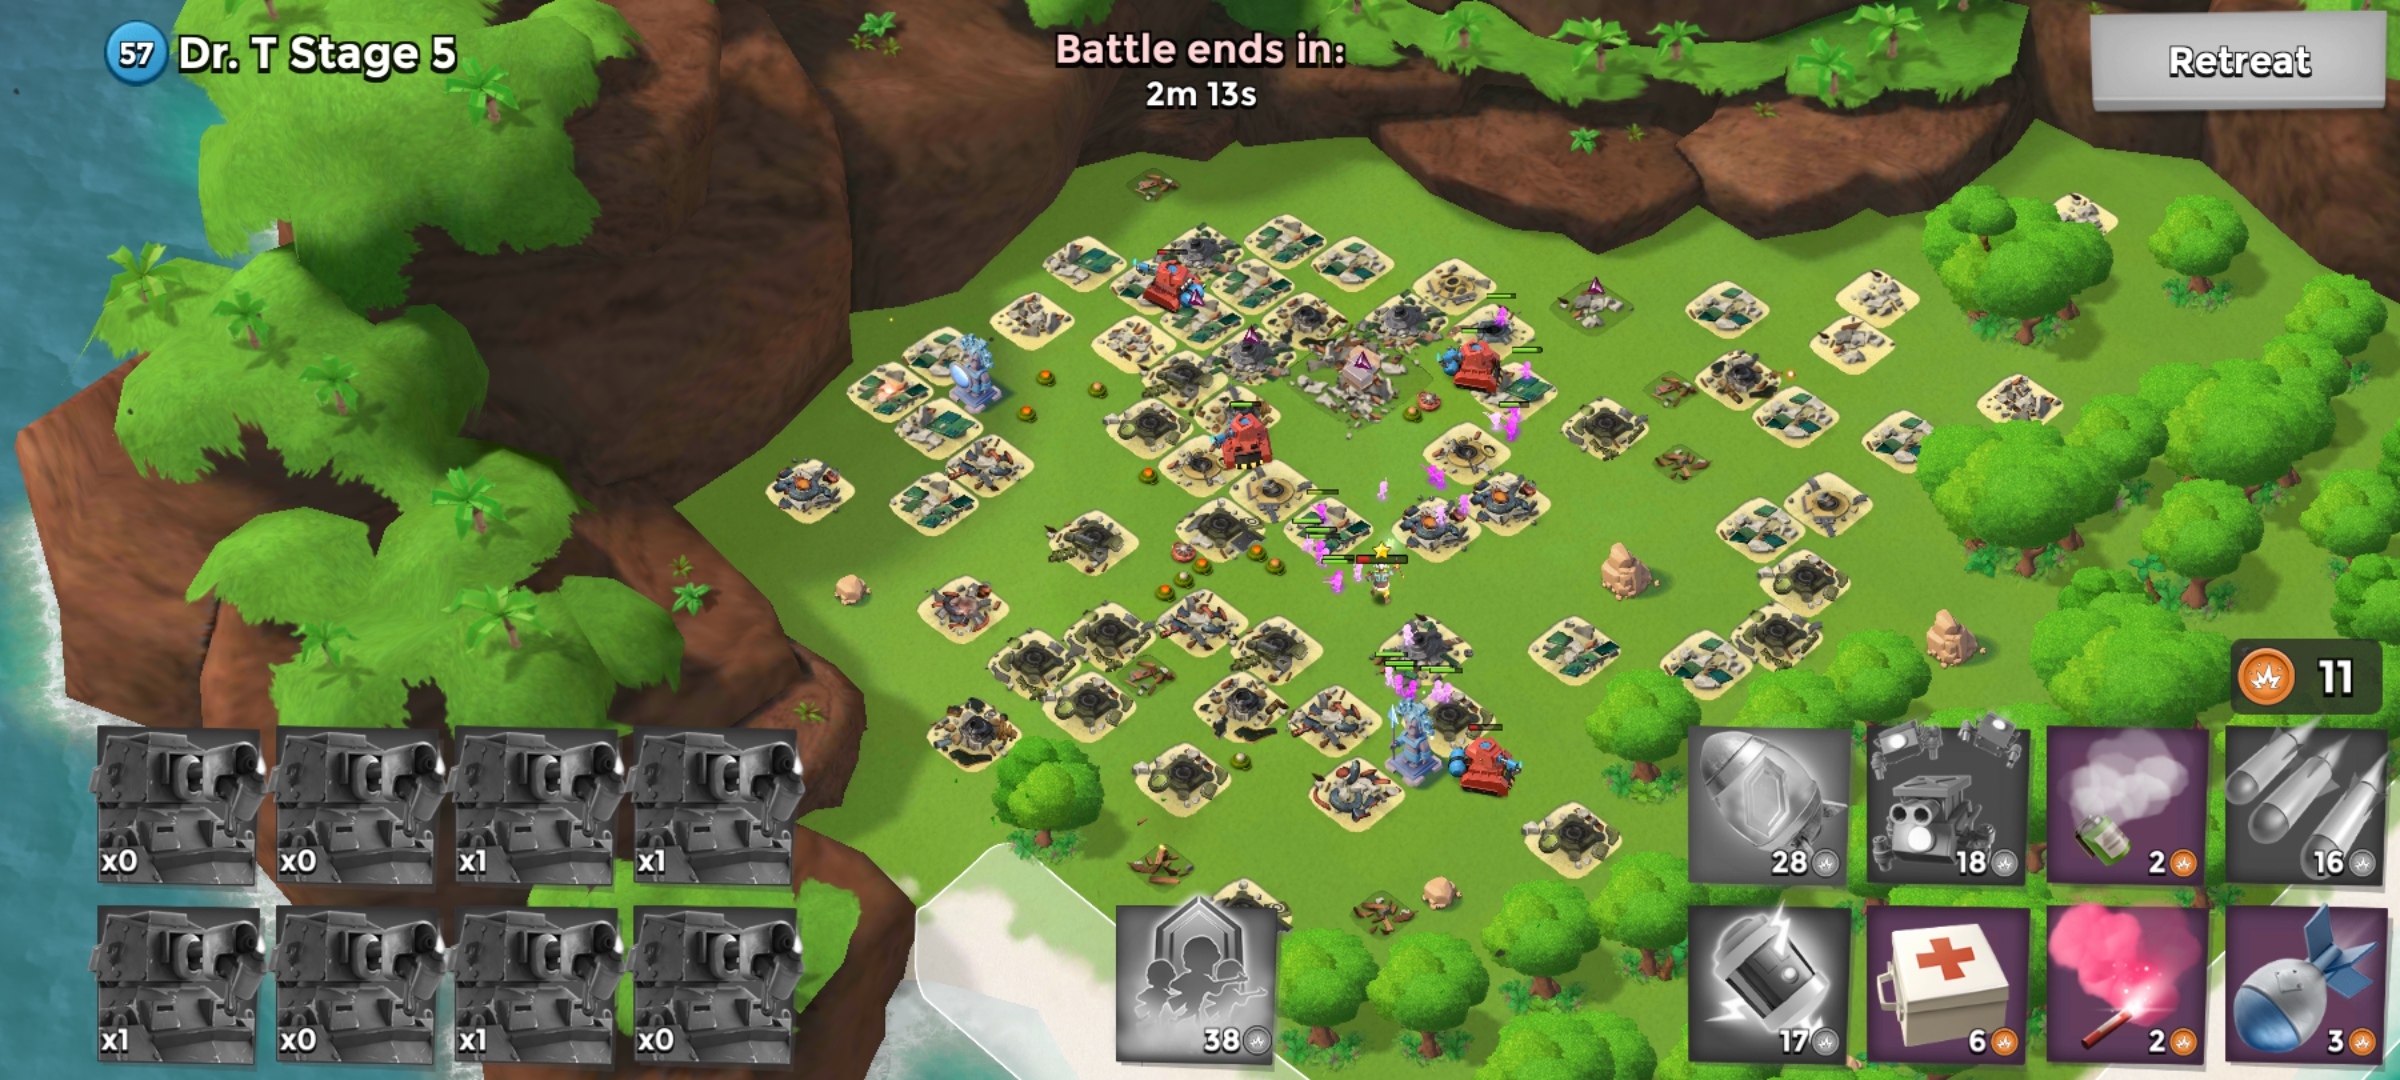 57 Dr. T Stage 5
Battle ends in:
2m 13s
Retreat
11
x0 x0 x1 x1
28 18 2 16
x1 x0 x1 x0
38 17 6 2 3